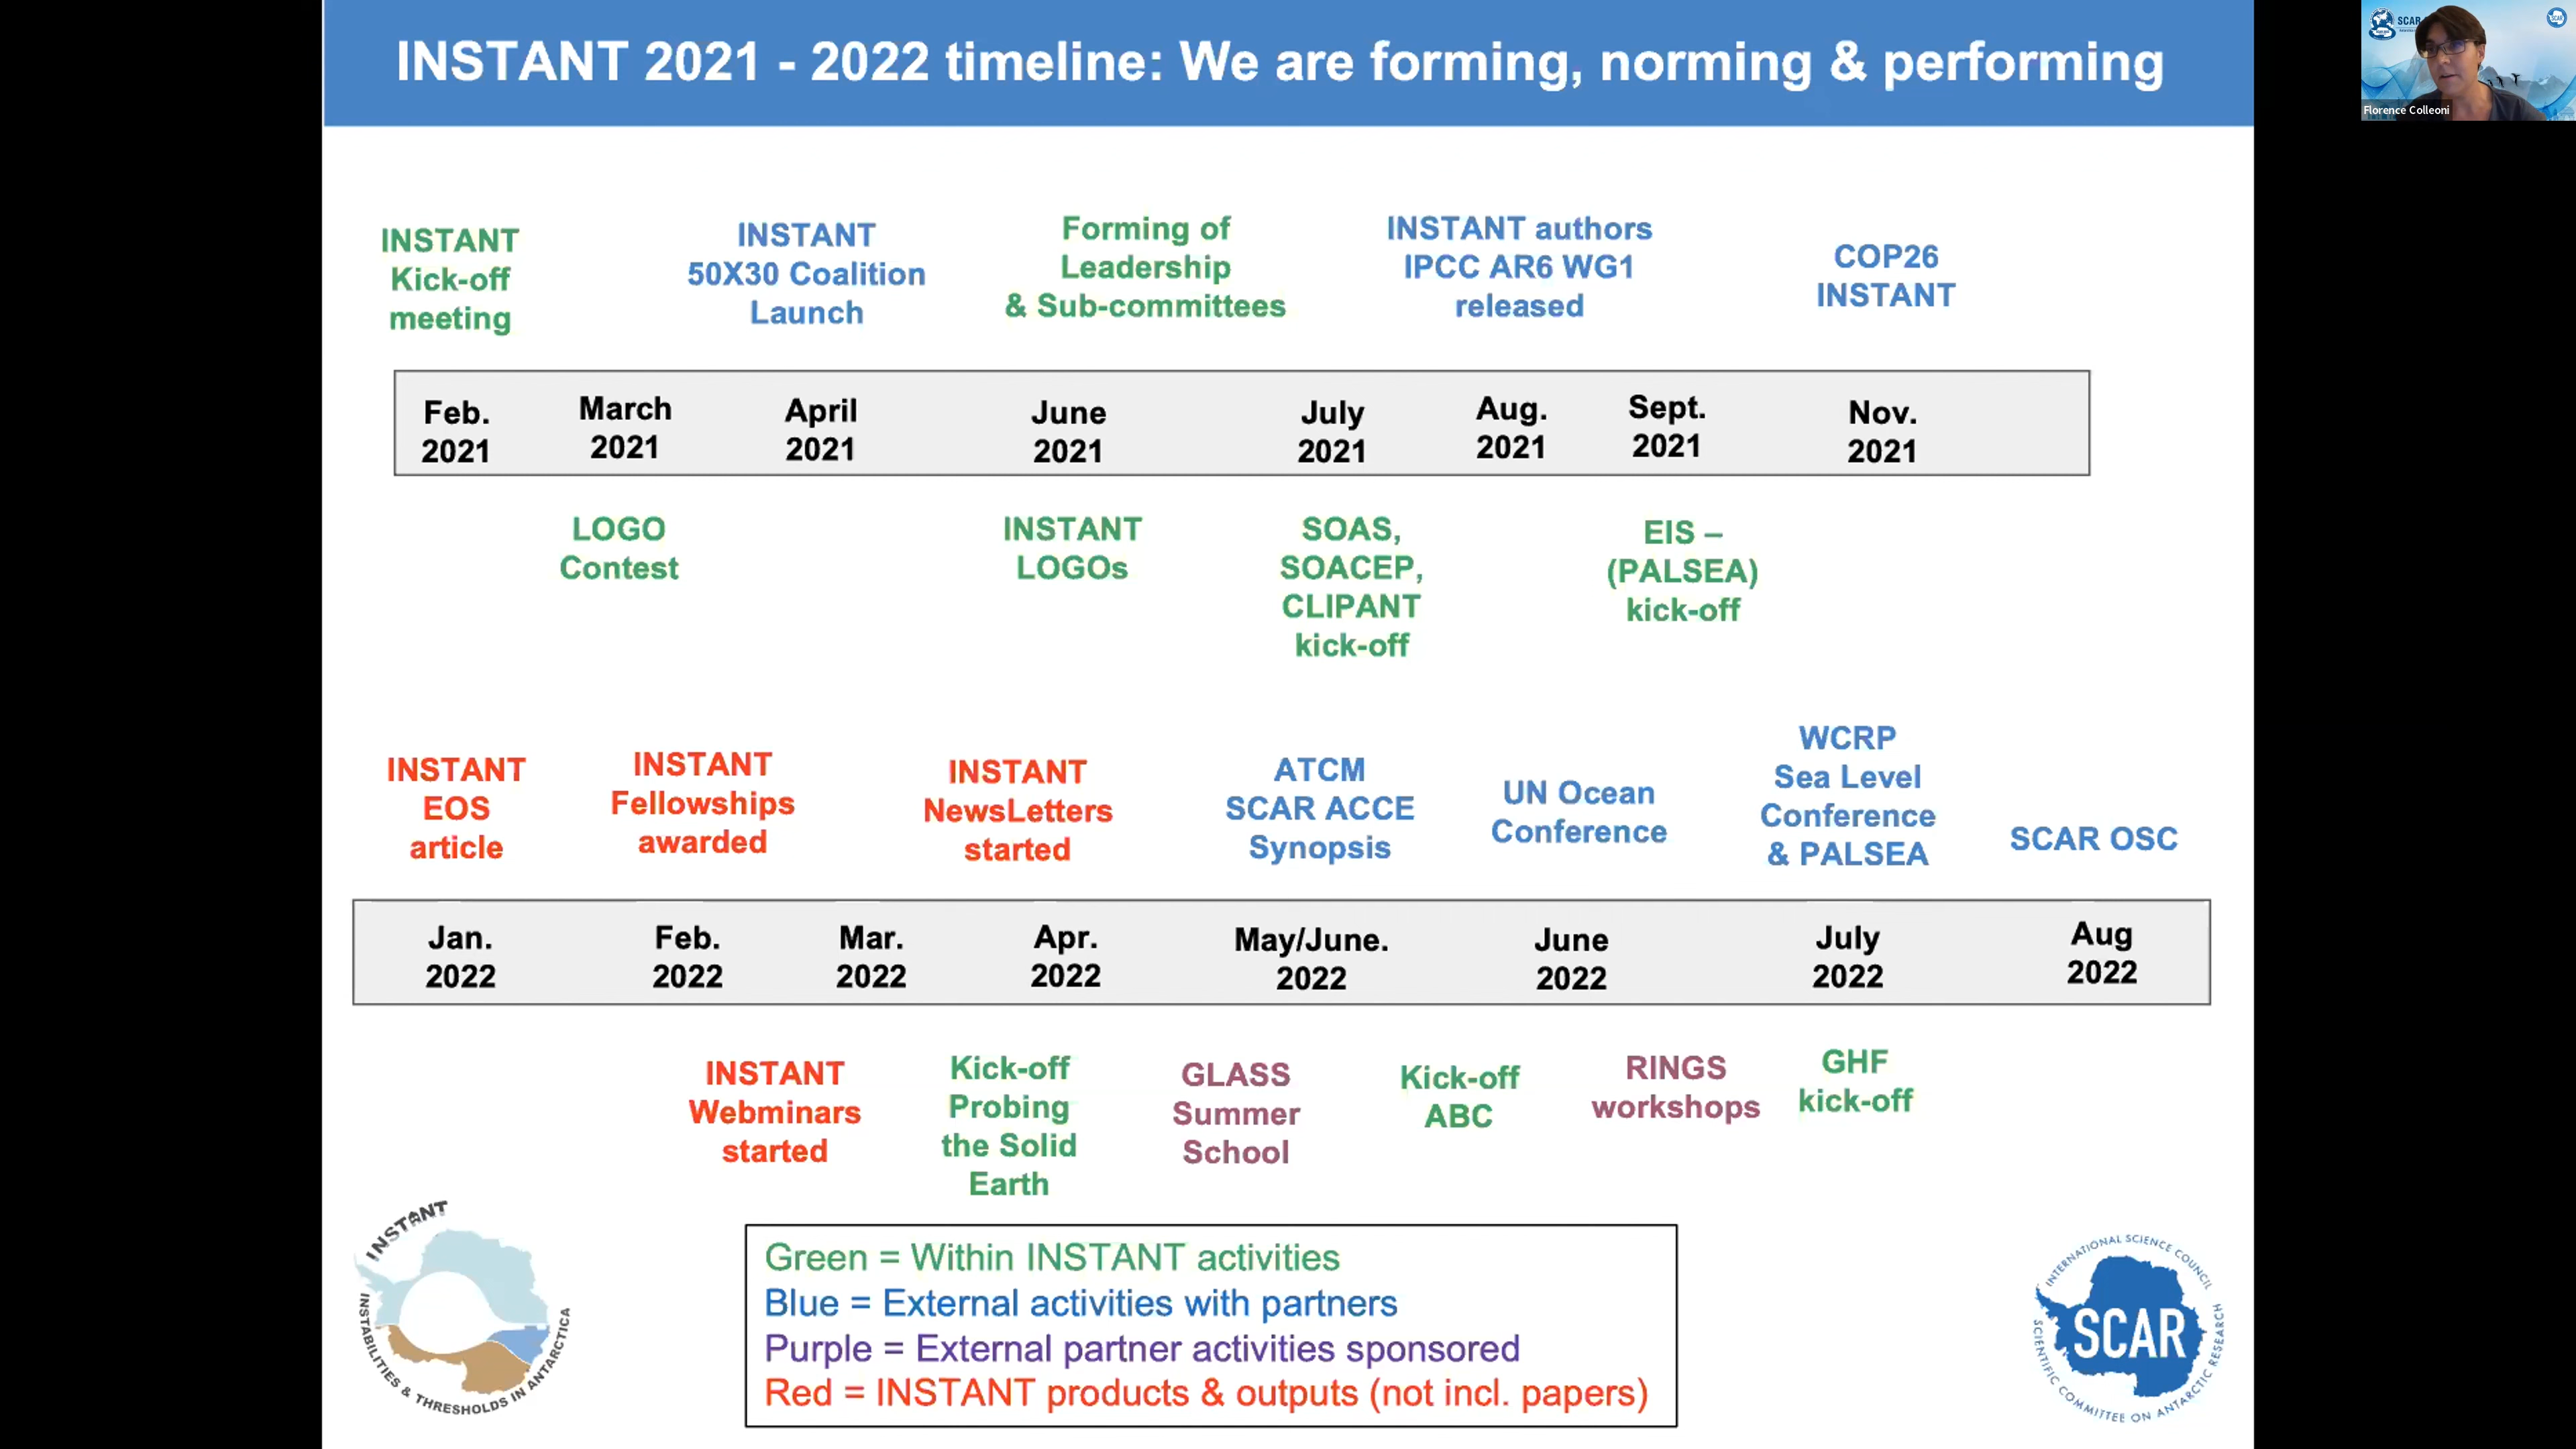 INSTANT 2021 - 2022 timeline: We are forming, norming & performing
SCAR
Florence Colleoni
INSTANT
Kick-off
meeting
INSTANT
50X30 Coalition
Launch
Forming of
Leadership
& Sub-committees
INSTANT authors
IPCC AR6 WG1
released
COP26
INSTANT
Feb.
2021
March
2021
April
2021
June
2021
July
2021
Aug.
2021
Sept.
2021
Nov.
2021
LOGO
Contest
INSTANT
LOGOs
SOAS,
SOACEP,
CLIPANT
kick-off
EIS –
(PALSEA)
kick-off
INSTANT
EOS
article
INSTANT
Fellowships
awarded
INSTANT
NewsLetters
started
ATCM
SCAR ACCE
Synopsis
UN Ocean
Conference
WCRP
Sea Level
Conference
& PALSEA
SCAR OSC
Jan.
2022
Feb.
2022
Mar.
2022
Apr.
2022
May/June.
2022
June
2022
July
2022
Aug
2022
INSTANT
Webminars
started
Kick-off
Probing
the Solid
Earth
GLASS
Summer
School
Kick-off
ABC
RINGS
workshops
GHF
kick-off
INSTANT
INSTABILITIES & THRESHOLDS IN ANTARCTICA
Green = Within INSTANT activities
Blue = External activities with partners
Purple = External partner activities sponsored
Red = INSTANT products & outputs (not incl. papers)
INTERNATIONAL SCIENCE COUNCIL
SCAR
SCIENTIFIC COMMITTEE ON ANTARCTIC RESEARCH